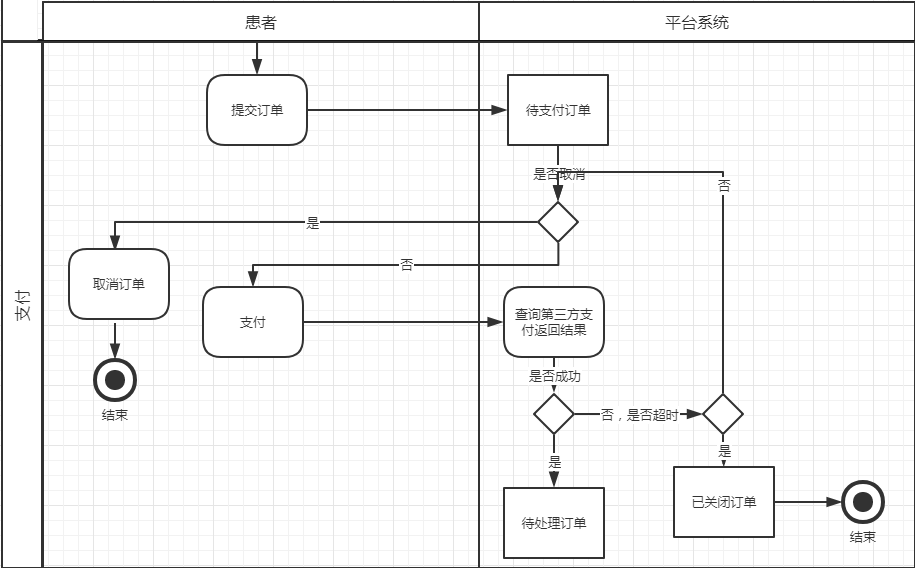 患者
平台系统
支付
提交订单
待支付订单
是否取消
否
是
否
取消订单
支付
查询第三方支
付返回结果
结束
是否成功
否，是否超时
是
是
待处理订单
已关闭订单
结束